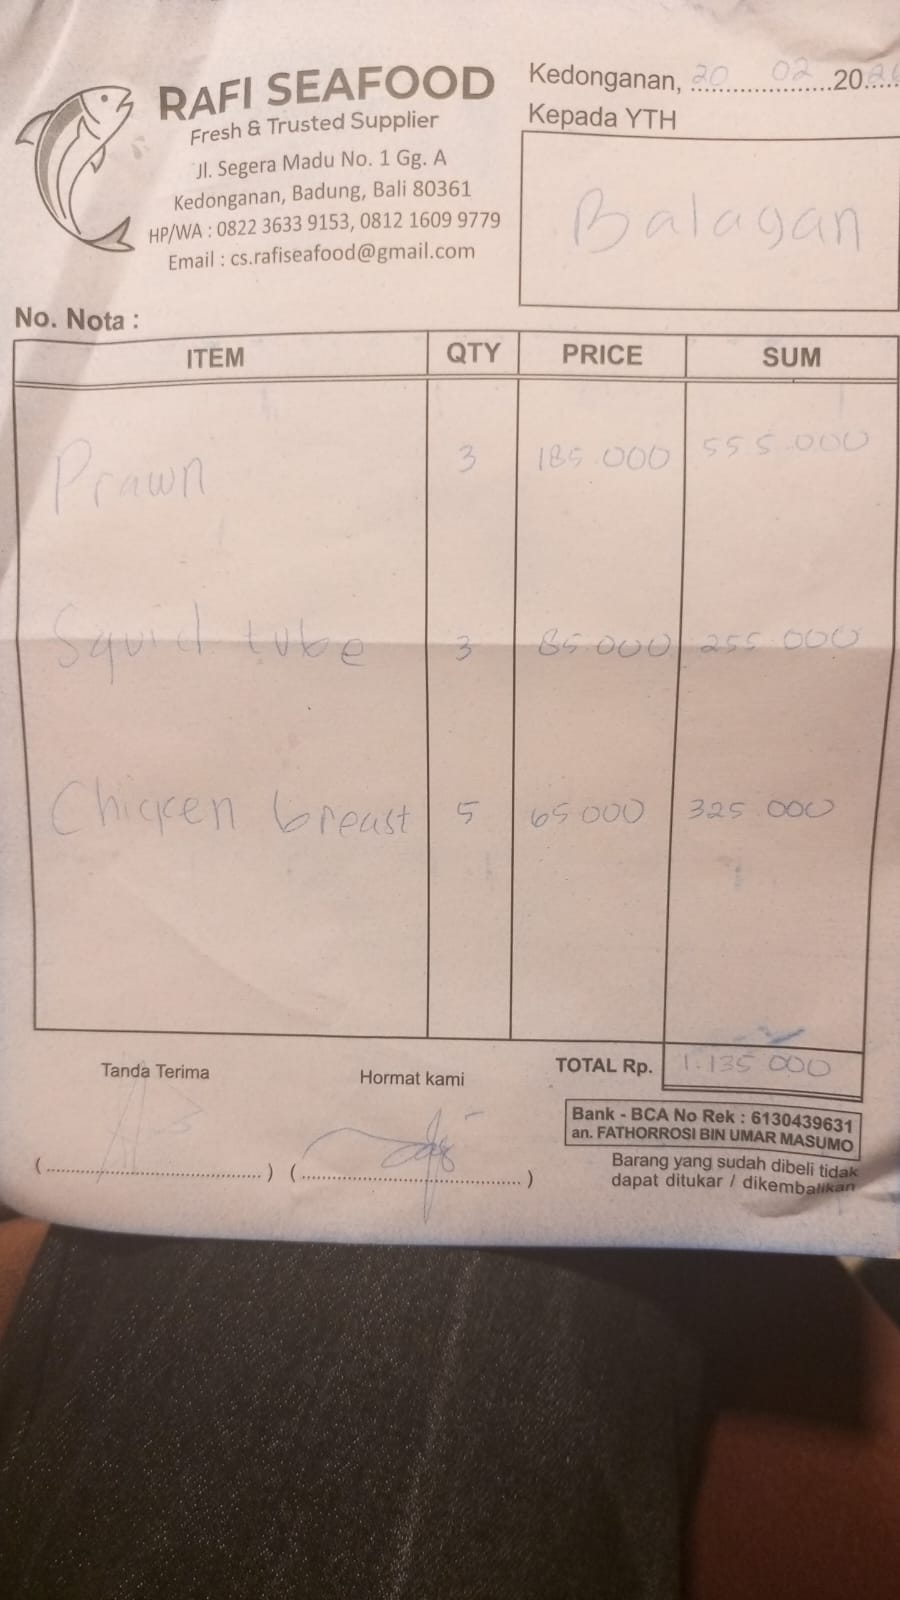 RAFI SEAFOOD
Fresh & Trusted Supplier
Jl. Segera Madu No. 1 Gg. A
Kedonganan, Badung, Bali 80361
HP/WA : 0822 3633 9153, 0812 1609 9779
Email : cs.rafiseafood@gmail.com
Kedonganan, 20 02 2026
Kepada YTH
Balagan
No. Nota :
ITEM QTY PRICE SUM
Prawn 3 185.000 555.000
Squid tube 3 85.000 255.000
Chicken breast 5 65.000 325.000
TOTAL Rp. 1.135.000
Tanda Terima Hormat kami
Bank - BCA No Rek : 6130439631
an. FATHORROSI BIN UMAR MASUMO
Barang yang sudah dibeli tidak
dapat ditukar / dikembalikan